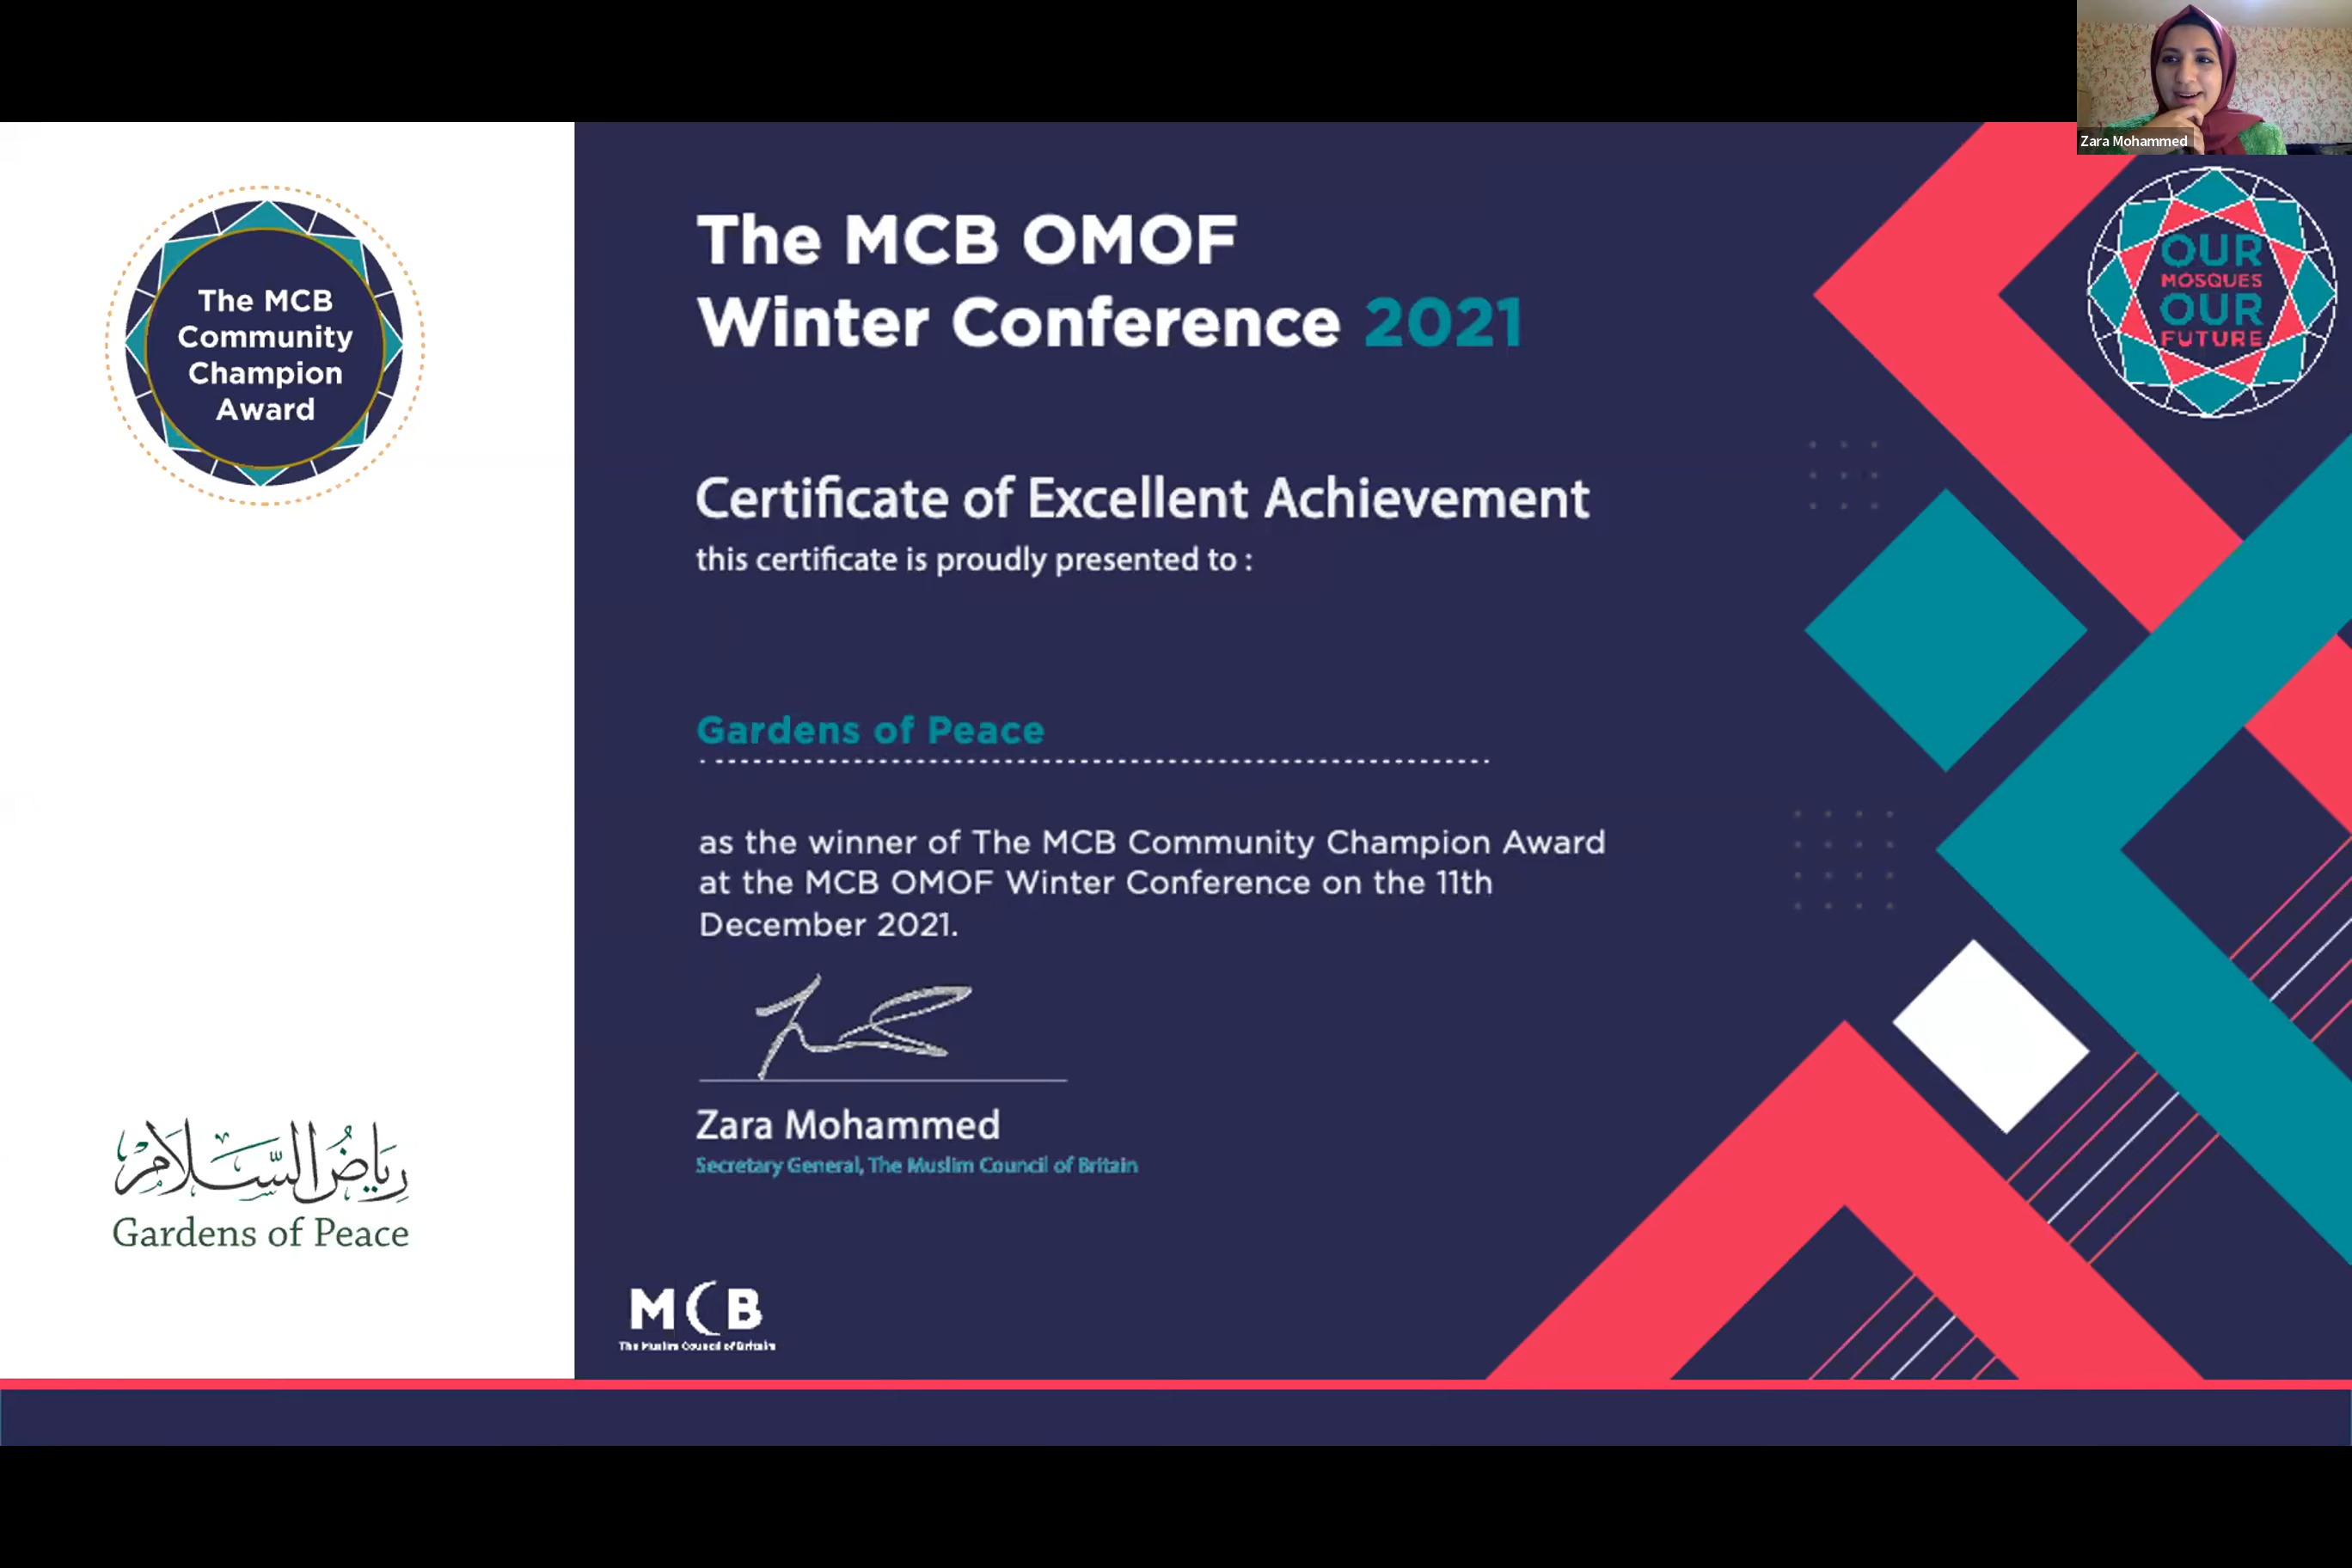 Zara Mohammed
The MCB
Community
Champion
Award
The MCB OMOF
Winter Conference 2021
OUR
MOSQUES
OUR
FUTURE
Certificate of Excellent Achievement
this certificate is proudly presented to :
Gardens of Peace
as the winner of The MCB Community Champion Award
at the MCB OMOF Winter Conference on the 11th
December 2021.
Zara Mohammed
Secretary General, The Muslim Council of Britain
رِيَاضُ السَّلَامِ
Gardens of Peace
MCB
The Muslim Council of Britain